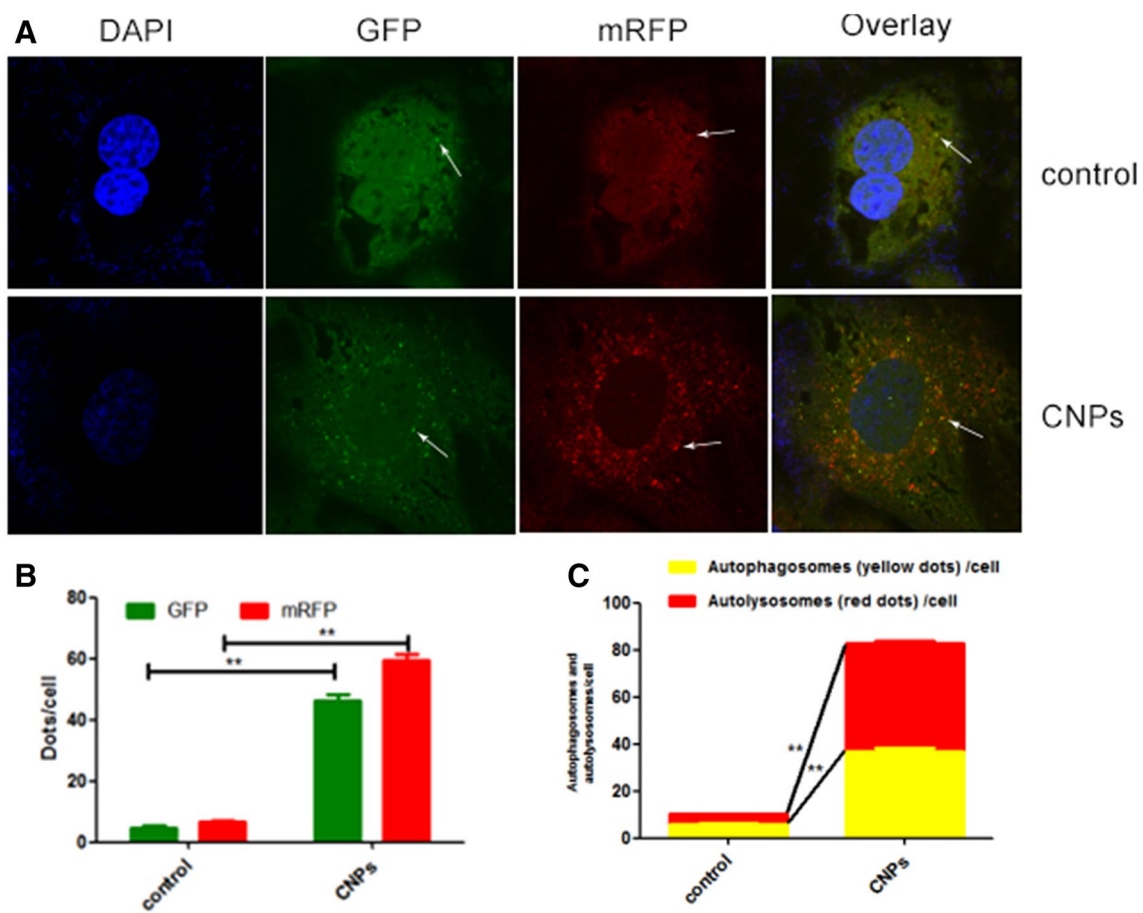 A
DAPI GFP mRFP Overlay
control
CNPs
B
80
60
40
20
0
Dots/cell
GFP mRFP
**
**
control CNPs
C
Autophagosomes (yellow dots) /cell
Autolysosomes (red dots) /cell
100
80
60
40
20
0
Autophagosomes and
autolysosomes/cell
**
**
control CNPs